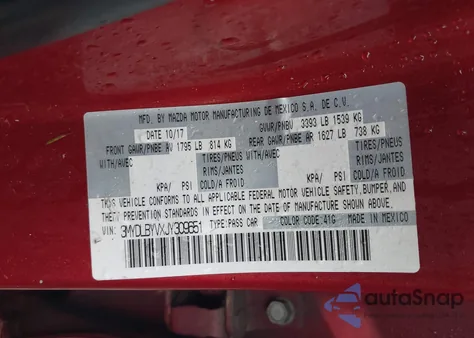 MFD. BY MAZDA MOTOR MANUFACTURING DE MEXICO S.A. DE C.V.
DATE 10/17 GVWR/PNBV 3393 LB 1539 KG
FRONT GAWR/PNBE AV 1795 LB 814 KG REAR GAWR/PNBE AR 1627 LB 738 KG
WITH/AVEC TIRES/PNEUS WITH/AVEC TIRES/PNEUS
RIMS/JANTES RIMS/JANTES
KPA/ PSI COLD/A FROID KPA/ PSI COLD/A FROID
THIS VEHICLE CONFORMS TO ALL APPLICABLE FEDERAL MOTOR VEHICLE SAFETY, BUMPER, AND
THEFT PREVENTION STANDARDS IN EFFECT ON THE DATE OF MANUFACTURE SHOWN ABOVE.
VIN: 3MYDLBYVXJY309651 TYPE: PASS CAR COLOR CODE 41G MADE IN MEXICO
autoSnap